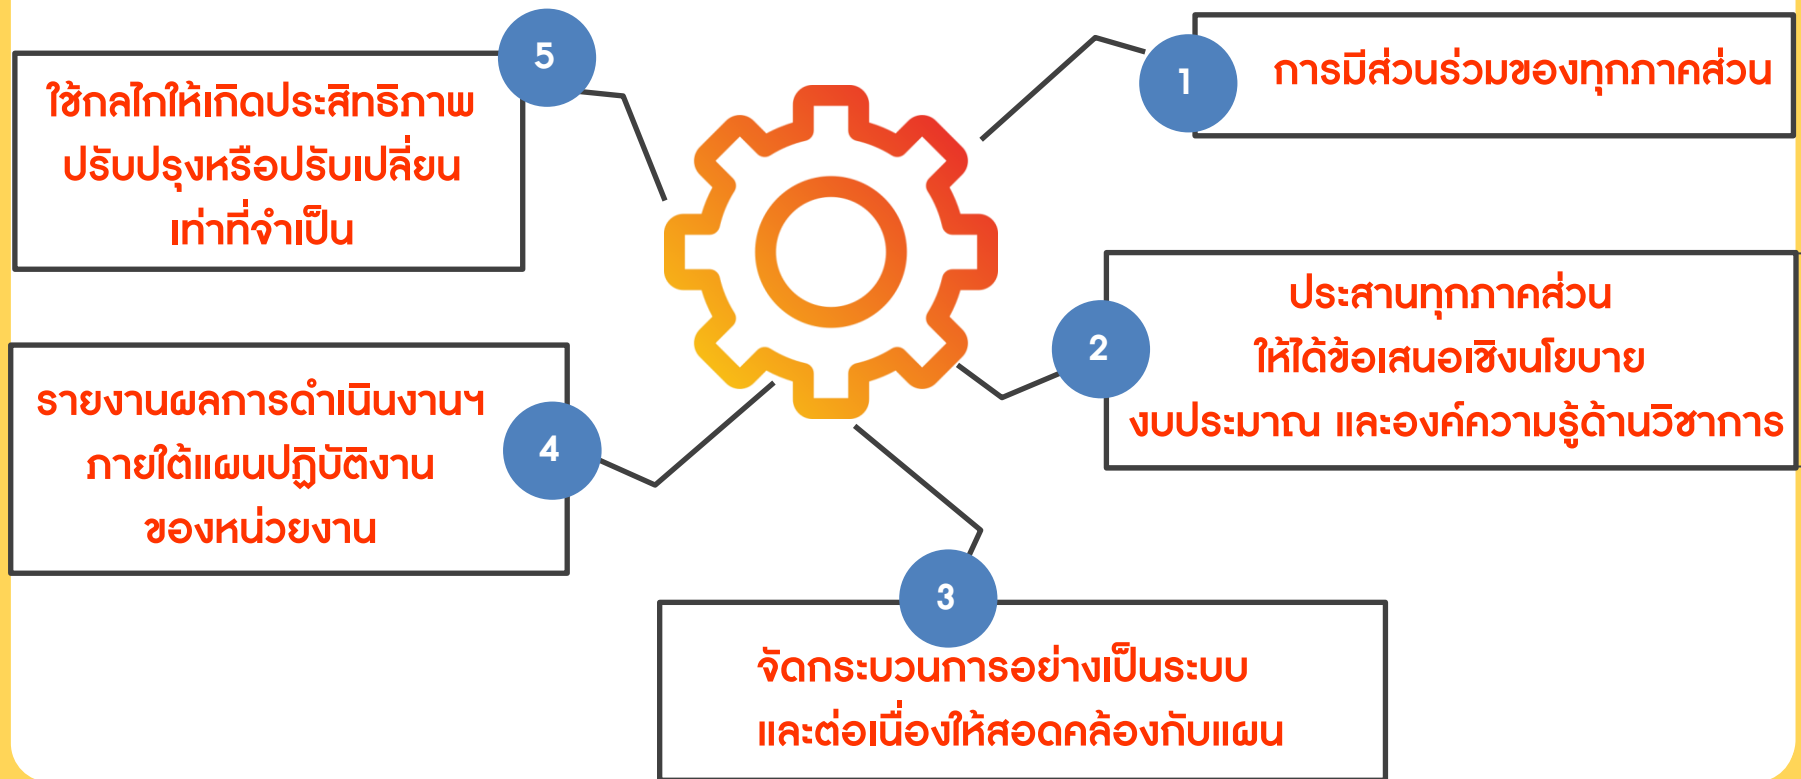 1
การมีส่วนร่วมของทุกภาคส่วน
2
ประสานทุกภาคส่วน
ให้ได้ข้อเสนอเชิงนโยบาย
งบประมาณ และองค์ความรู้ด้านวิชาการ
3
จัดกระบวนการอย่างเป็นระบบ
และต่อเนื่องให้สอดคล้องกับแผน
4
รายงานผลการดำเนินงานฯ
ภายใต้แผนปฏิบัติงาน
ของหน่วยงาน
5
ใช้กลไกให้เกิดประสิทธิภาพ
ปรับปรุงหรือปรับเปลี่ยน
เท่าที่จำเป็น